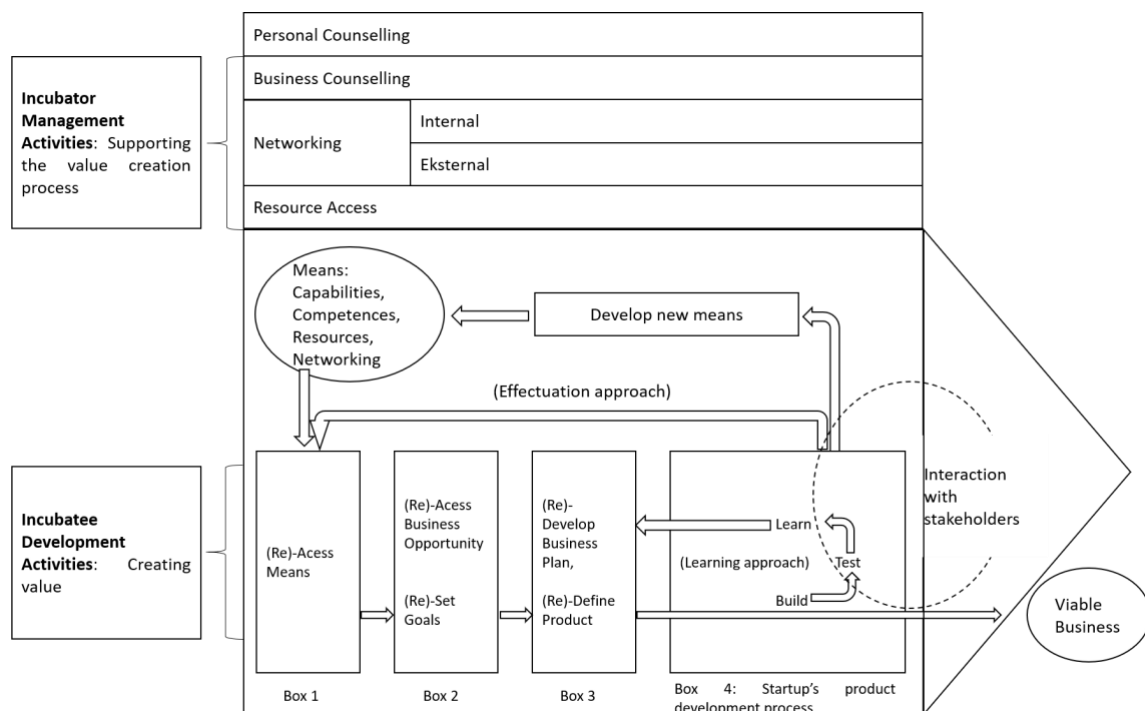 Personal Counselling
Incubator
Management
Activities: Supporting
the value creation
process
Business Counselling
Networking
Internal
Eksternal
Resource Access
Means:
Capabilities,
Competences,
Resources,
Networking
Develop new means
(Effectuation approach)
Incubatee
Development
Activities: Creating
value
(Re)-Acess
Means
(Re)-Acess
Business
Opportunity
(Re)-Set
Goals
(Re)-
Develop
Business
Plan,
(Re)-Define
Product
Learn
(Learning approach)
Test
Build
Interaction
with
stakeholders
Viable
Business
Box 1
Box 2
Box 3
Box 4: Startup's product
development process